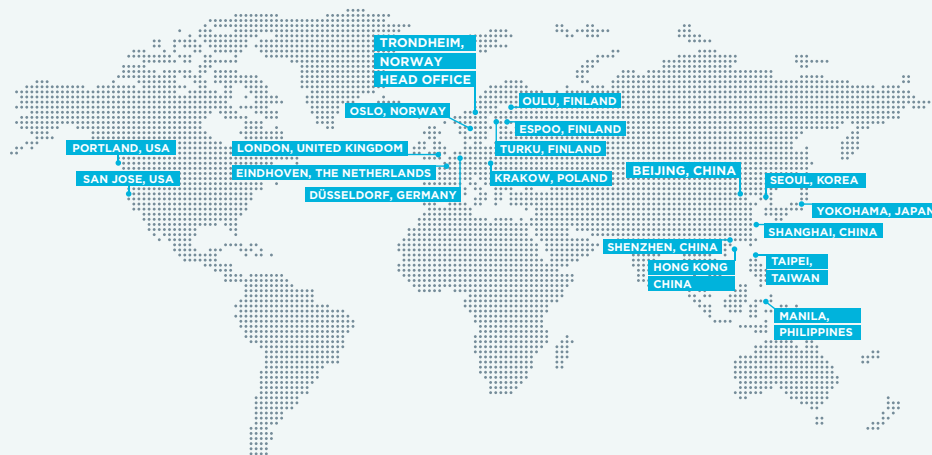 TRONDHEIM,
NORWAY
HEAD OFFICE
OULU, FINLAND
OSLO, NORWAY
ESPOO, FINLAND
PORTLAND, USA
LONDON, UNITED KINGDOM
TURKU, FINLAND
EINDHOVEN, THE NETHERLANDS
BEIJING, CHINA
SAN JOSE, USA
KRAKOW, POLAND
SEOUL, KOREA
DÜSSELDORF, GERMANY
YOKOHAMA, JAPAN
SHANGHAI, CHINA
SHENZHEN, CHINA
HONG KONG
CHINA
TAIPEI,
TAIWAN
MANILA,
PHILIPPINES